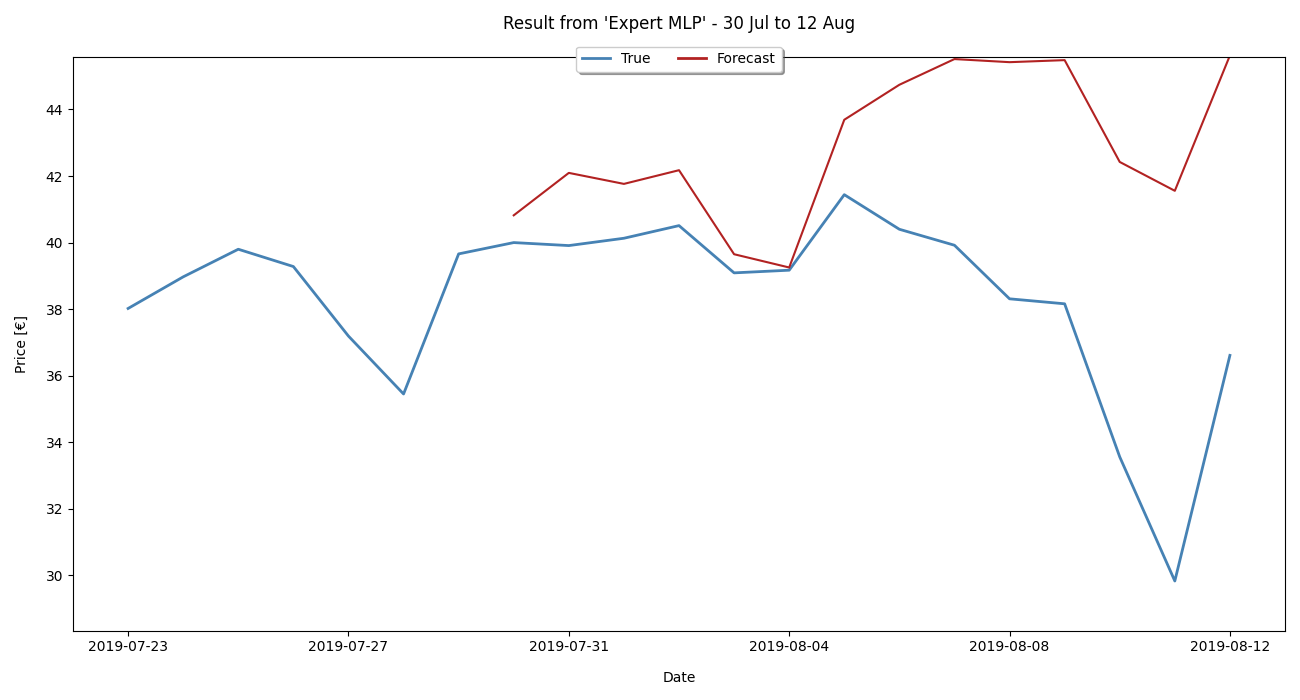 Result from 'Expert MLP' - 30 Jul to 12 Aug
True Forecast
44
42
40
38
36
34
32
30
Price [€]
2019-07-23 2019-07-27 2019-07-31 2019-08-04 2019-08-08 2019-08-12
Date